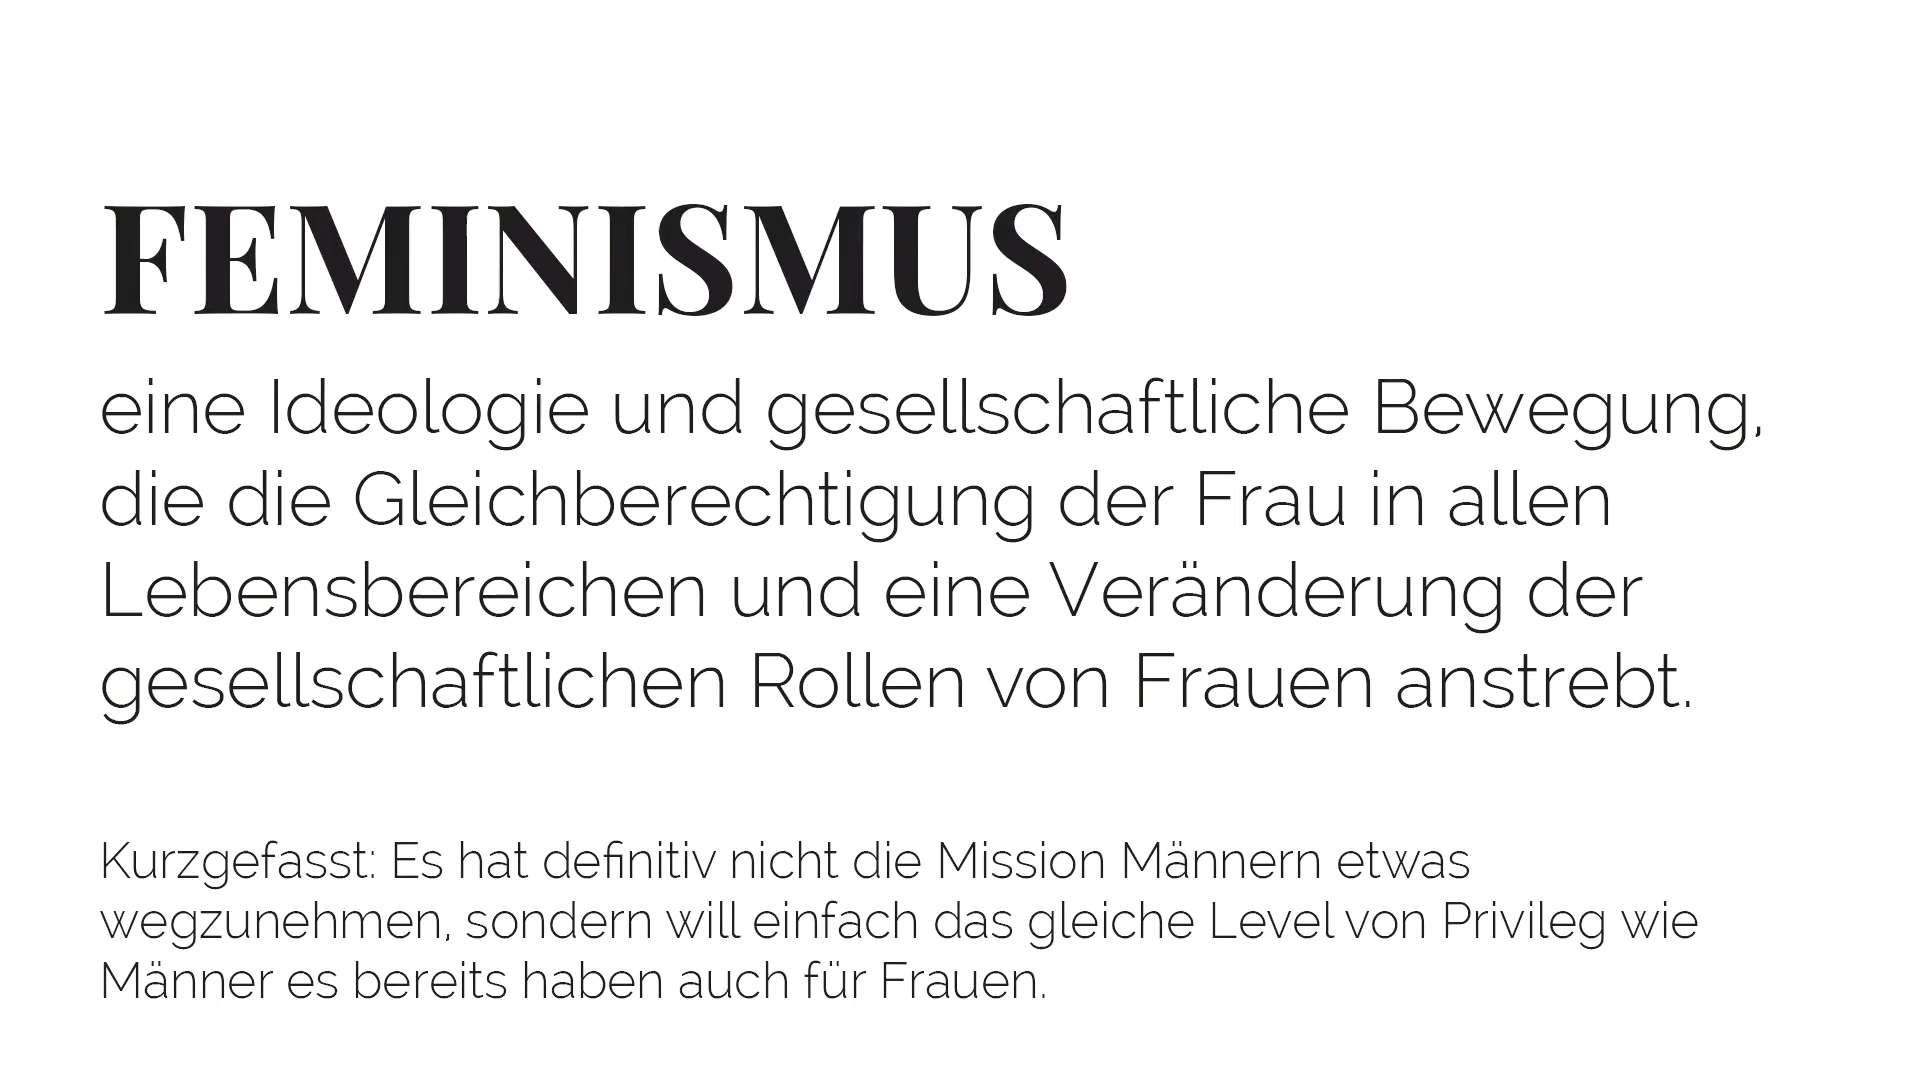 FEMINISMUS
eine Ideologie und gesellschaftliche Bewegung,
die die Gleichberechtigung der Frau in allen
Lebensbereichen und eine Veränderung der
gesellschaftlichen Rollen von Frauen anstrebt.
Kurzgefasst: Es hat definitiv nicht die Mission Männern etwas
wegzunehmen, sondern will einfach das gleiche Level von Privileg wie
Männer es bereits haben auch für Frauen.